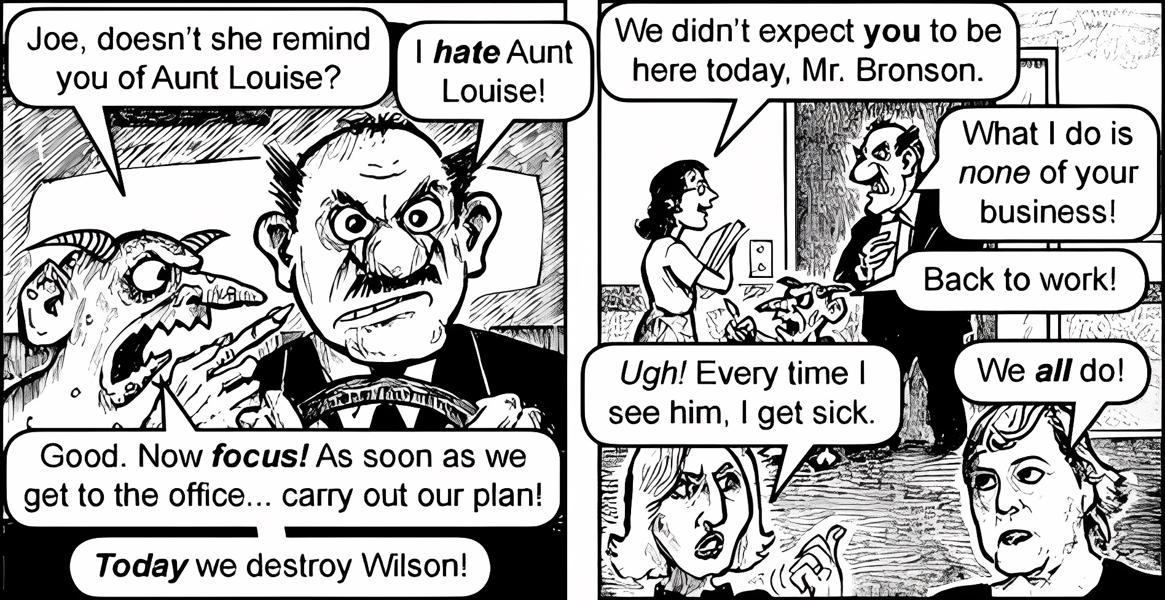 Joe, doesn't she remind
you of Aunt Louise?
I hate Aunt
Louise!
Good. Now focus! As soon as we
get to the office... carry out our plan!
Today we destroy Wilson!
We didn't expect you to be
here today, Mr. Bronson.
What I do is
none of your
business!
Back to work!
Ugh! Every time I
see him, I get sick.
We all do!